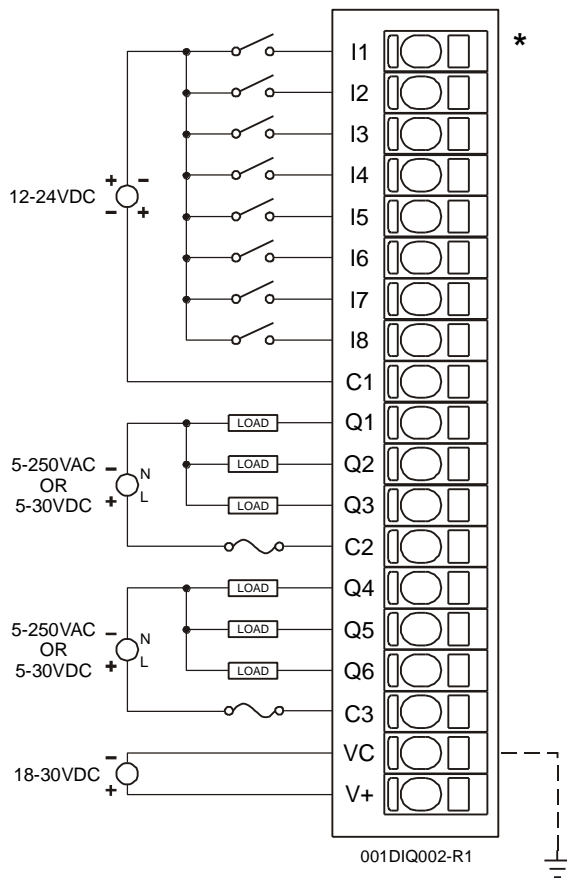 I1 *
I2
I3
I4
12-24VDC + - - +
I5
I6
I7
I8
C1
Q1 LOAD
5-250VAC
OR
5-30VDC
- N
+ L
Q2 LOAD
Q3 LOAD
C2
Q4 LOAD
5-250VAC
OR
5-30VDC
- N
+ L
Q5 LOAD
Q6 LOAD
C3
18-30VDC - +
VC
V+
001DIQ002-R1